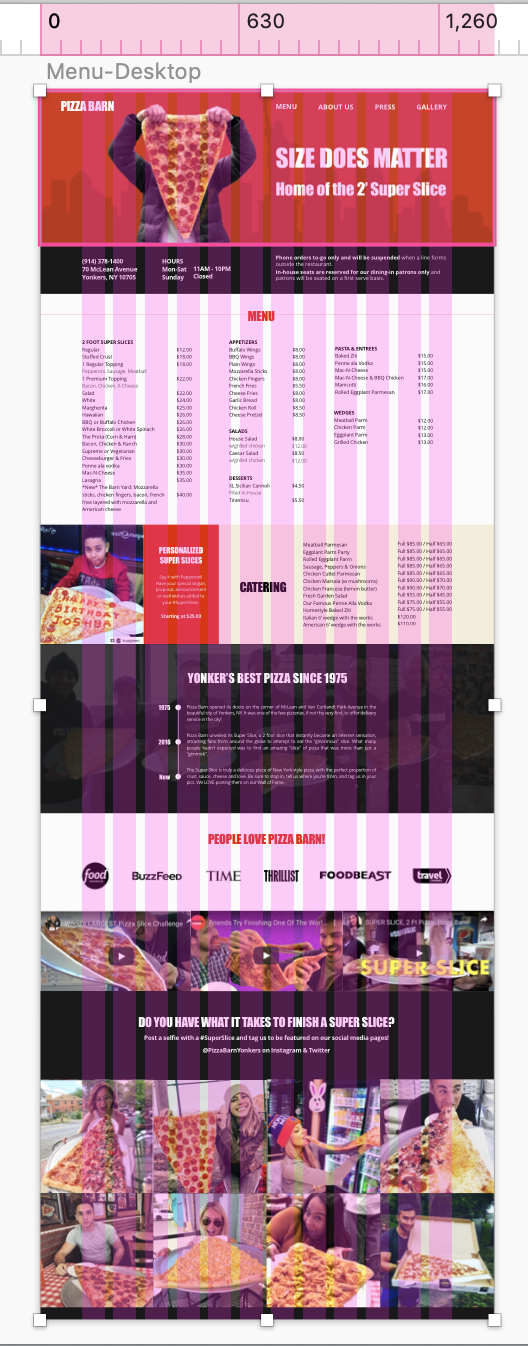 0 630 1,260
Menu-Desktop
PIZZA BARN
MENU ABOUT US PRESS GALLERY
SIZE DOES MATTER
Home of the 2' Super Slice
(914) 378-1400
70 McLean Avenue
Yonkers, NY 10705
HOURS
Mon-Sat 11AM - 10PM
Sunday Closed
Phone orders to-go only and will be suspended when a line forms
outside the restaurant.
In-house seats are reserved for our dining-in patrons only and
patrons will be seated on a first serve basis.
MENU
2 FOOT SUPER SLICES
Regular $12.00
Stuffed Crust $18.00
1 Regular Topping $18.00
Pepperoni, Sausage, Meatball
1 Premium Topping $22.00
Bacon, Chicken, A Cheese
Salad $22.00
White $24.00
Margherita $25.00
Hawaiian $26.00
BBQ or Buffalo Chicken $26.00
White Broccoli or White Spinach $26.00
The Preta (Corn & Ham) $28.00
Bacon, Chicken & Ranch $30.00
Supreme or Vegetarian $30.00
Cheeseburger & Fries $30.00
Penne ala vodka $30.00
Mac-N-Cheese $35.00
Lasagna $35.00
*New* The Barn Yard: Mozzarella
sticks, chicken fingers, bacon, french $40.00
fries layered with mozzarella and
American cheese
APPETIZERS
Buffalo Wings $8.00
BBQ Wings $8.00
Plain Wings $8.00
Mozzarella Sticks $8.00
Chicken Fingers $8.00
French Fries $5.50
Cheese Fries $8.00
Garlic Bread $8.00
Chicken Roll $8.50
Cheese Pretzel $8.50
SALADS
House Salad $8.00
w/grilled chicken $12.00
Caesar Salad $8.50
w/grilled chicken $12.00
DESSERTS
XL Sicilian Cannoli $4.50
filled in-House
Tiramisu $5.50
PASTA & ENTREES
Baked Ziti $15.00
Penne ala Vodka $15.00
Mac-N-Cheese $15.00
Mac-N-Cheese & BBQ Chicken $17.00
Manicotti $16.00
Rolled Eggplant Parmesan $17.00
WEDGES
Meatball Parm $12.00
Chicken Parm $12.00
Eggplant Parm $13.00
Grilled Chicken $13.00
HAPPY
BIRTHDAY
JOSHUA
PERSONALIZED
SUPER SLICES
Say it with Pepperoni!
Have your special slogan,
proposal, announcement
or well wishes added to
your #SuperSlice.
Starting at $25.00
CATERING
Meatball Parmesan Full $85.00 / Half $65.00
Eggplant Parm Party Full $85.00 / Half $65.00
Rolled Eggplant Parmesan Full $85.00 / Half $65.00
Sausage, Peppers & Onions Full $85.00 / Half $65.00
Chicken Cutlet Parmesan Full $85.00 / Half $65.00
Chicken Marsala (w mushrooms) Full $90.00 / Half $70.00
Chicken Francese (lemon butter) Full $90.00 / Half $70.00
Fresh Garden Salad Full $55.00 / Half $45.00
Our Famous Penne Alla Vodka Full $75.00 / Half $55.00
Homestyle Baked Ziti Full $75.00 / Half $55.00
Italian 6' wedge with the works $120.00
American 6' wedge with the works $110.00
YONKER'S BEST PIZZA SINCE 1975
1975 Pizza Barn opened to doors on the corner of McLean and Van Cortlandt Park Avenue in the
beautiful city of Yonkers, NY. It was one of the few pizzerias, if not the very first, to offer delivery
service in the city!
2016 Pizza Barn unveiled its Super Slice, a 2 foot slice that instantly became an internet sensation,
attracting fans from around the globe to attempt to eat the "ginormous" slice. What many
people hadn't expected was to find an amazing "slice" of pizza that was more than just a
"gimmick".
Now The Super Slice is truly a delicious piece of New York style pizza, with the perfect proportion of
crust, sauce, cheese and love. Be sure to stop in, tell us where you're from, and tag us in your
pics. We LOVE posting them on our Wall of Fame.
PEOPLE LOVE PIZZA BARN!
food BuzzFeed TIME THRILLIST FOODBEAST travel
WORLD LARGEST Pizza Slice Challenge
Friends Try Finishing One Of The Worl
SUPER SLICE, 2 Ft
SUPER SLICE
DO YOU HAVE WHAT IT TAKES TO FINISH A SUPER SLICE?
Post a selfie with a #SuperSlice and tag us to be featured on our social media pages!
@PizzaBarnYonkers on Instagram & Twitter